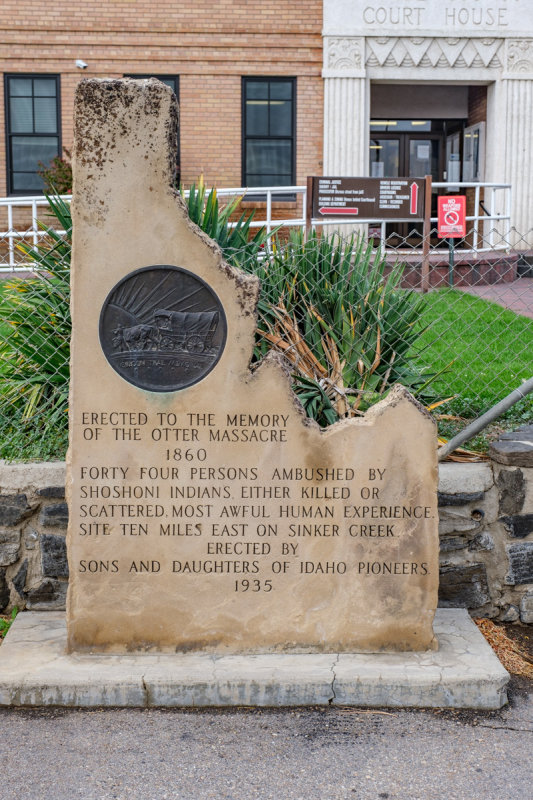 COURT HOUSE
NO
WEAPONS
ERECTED TO THE MEMORY
OF THE OTTER MASSACRE
1860
FORTY FOUR PERSONS AMBUSHED BY
SHOSHONI INDIANS, EITHER KILLED OR
SCATTERED. MOST AWFUL HUMAN EXPERIENCE.
SITE TEN MILES EAST ON SINKER CREEK.
ERECTED BY
SONS AND DAUGHTERS OF IDAHO PIONEERS.
1935